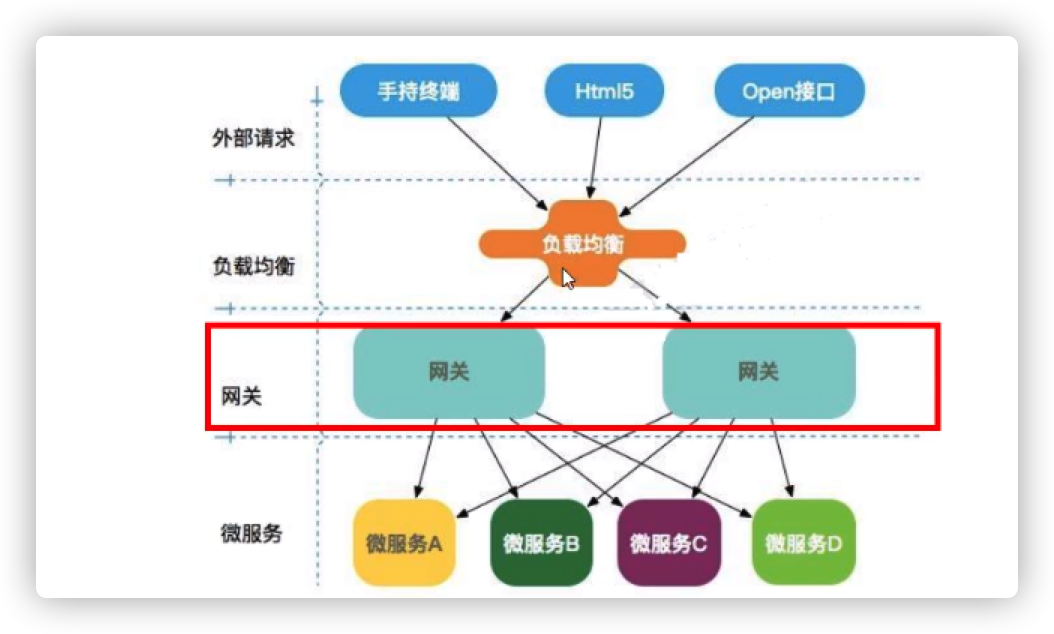 手持终端
Html5
Open接口
外部请求
负载均衡
负载均衡
网关
网关
网关
微服务
微服务A
微服务B
微服务C
微服务D